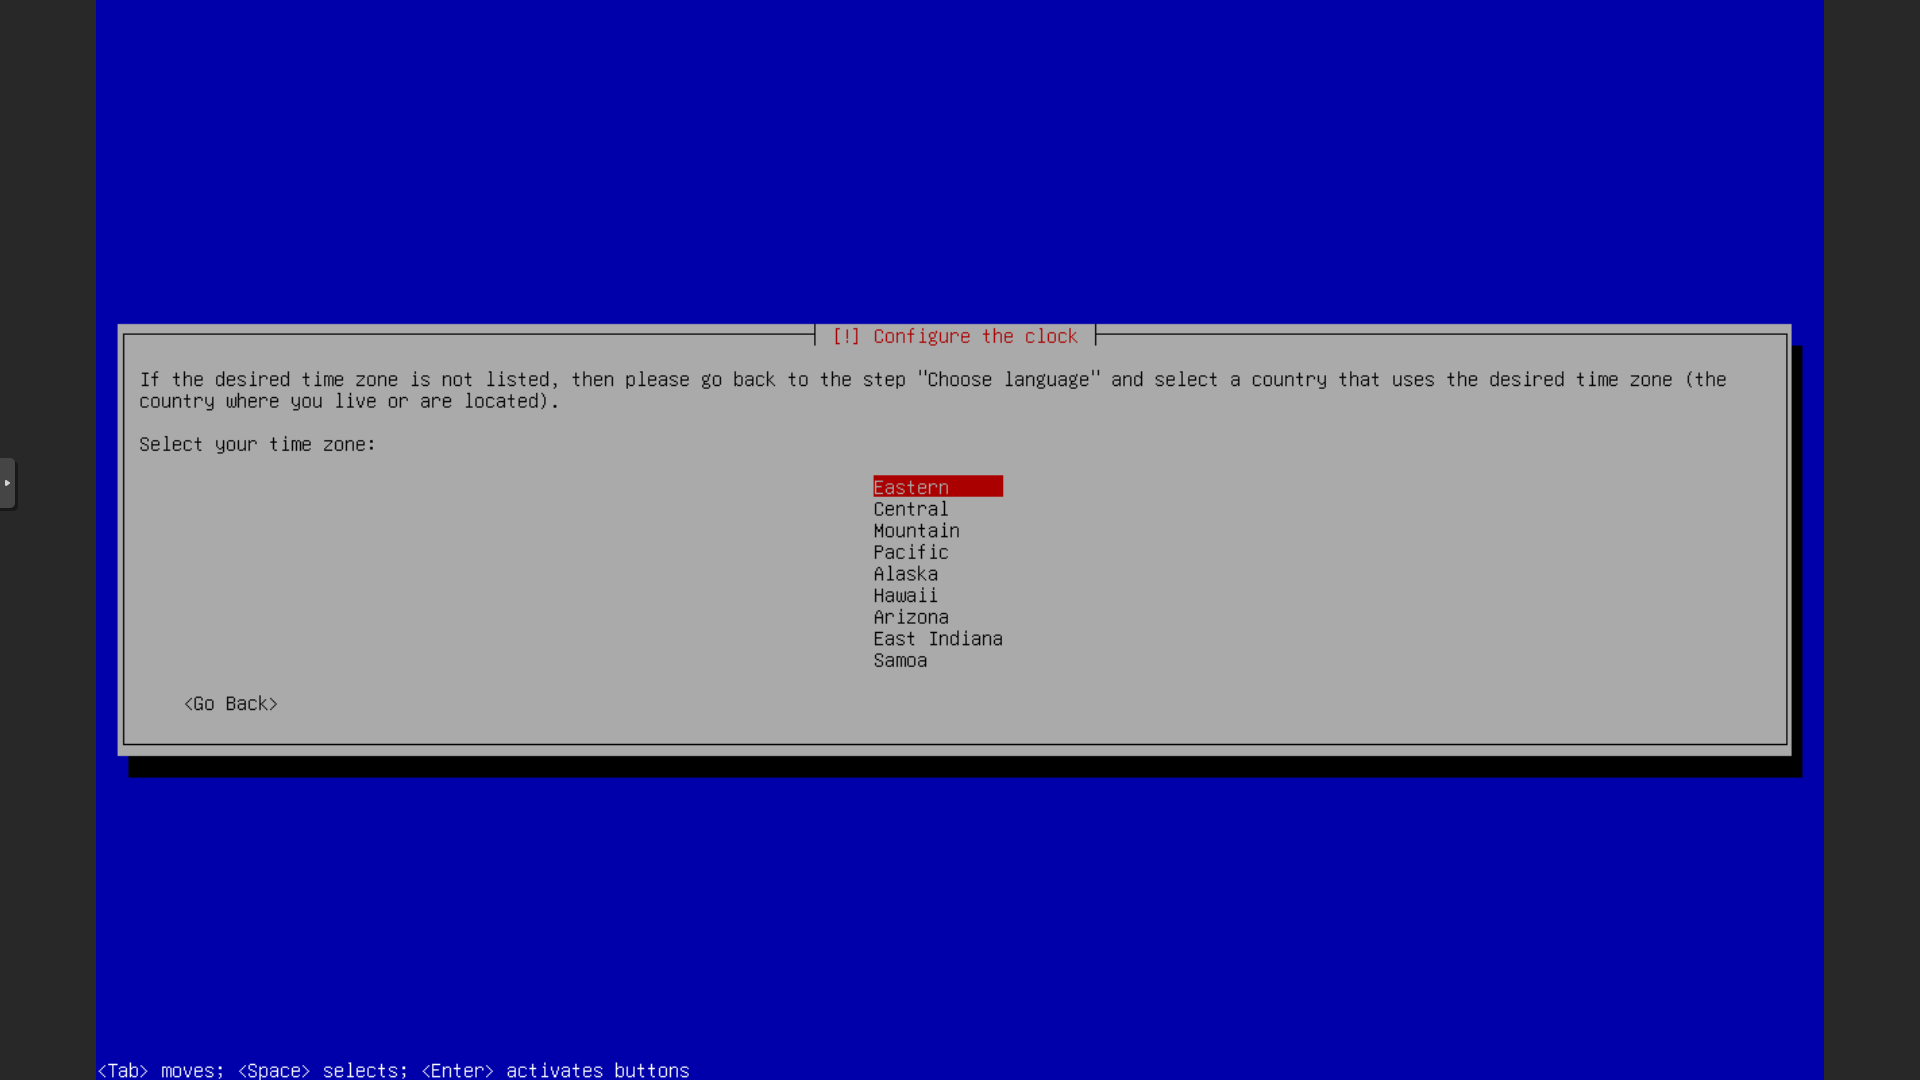 [!] Configure the clock
If the desired time zone is not listed, then please go back to the step "Choose language" and select a country that uses the desired time zone (the
country where you live or are located).
Select your time zone:
Eastern
Central
Mountain
Pacific
Alaska
Hawaii
Arizona
East Indiana
Samoa
<Go Back>
<Tab> moves; <Space> selects; <Enter> activates buttons